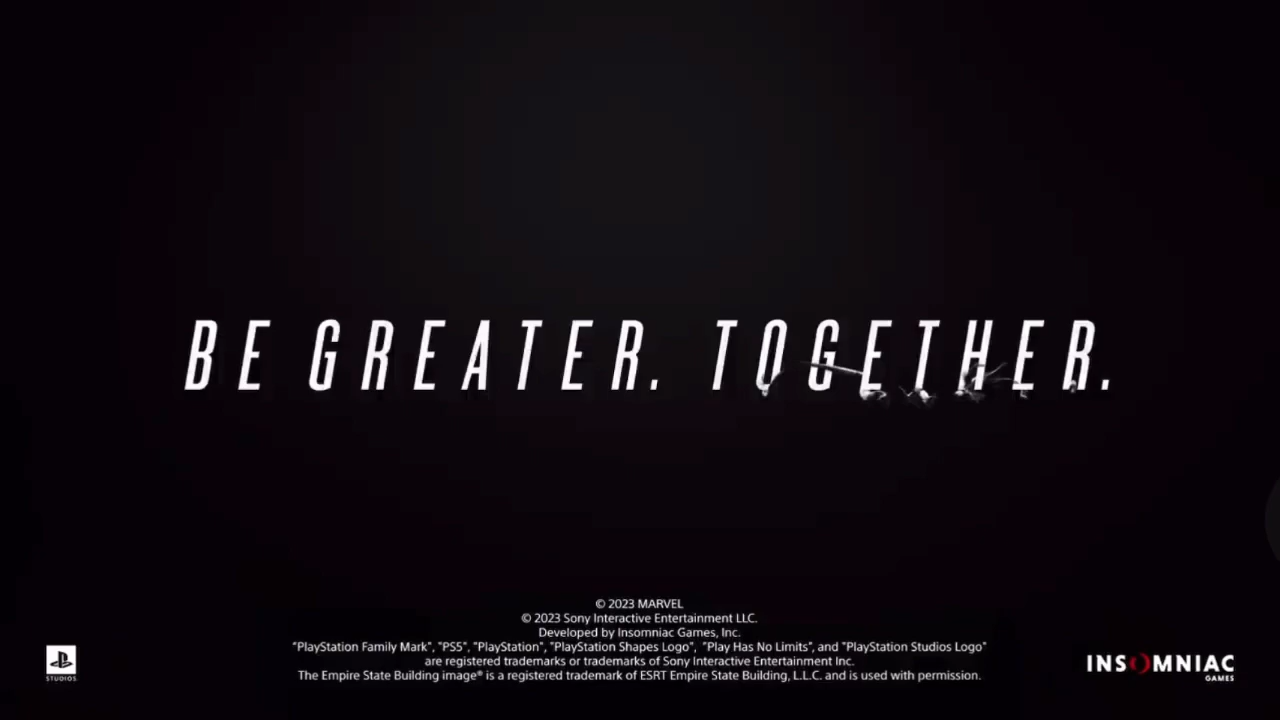 BE GREATER. TOGETHER.
© 2023 MARVEL
© 2023 Sony Interactive Entertainment LLC.
Developed by Insomniac Games, Inc.
"PlayStation Family Mark", "PS5", "PlayStation", "PlayStation Shapes Logo", "Play Has No Limits", and "PlayStation Studios Logo"
are registered trademarks or trademarks of Sony Interactive Entertainment Inc.
The Empire State Building image® is a registered trademark of ESRT Empire State Building, L.L.C. and is used with permission.
STUDIOS
INSOMNIAC
GAMES